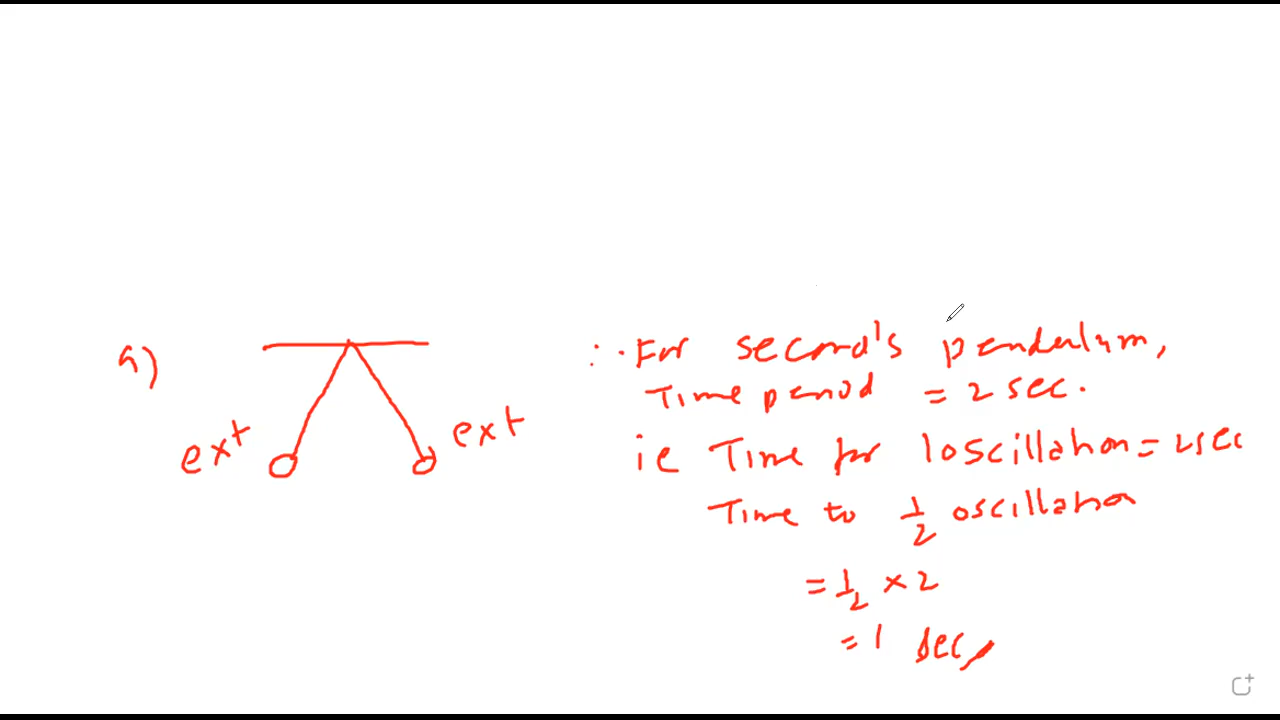 a)
ext
ext
∴ For second's pendulum,
Time period = 2 sec.
ie Time for 1 oscillation = 2 sec
Time to 1/2 oscillation
= 1/2 × 2
= 1 sec,